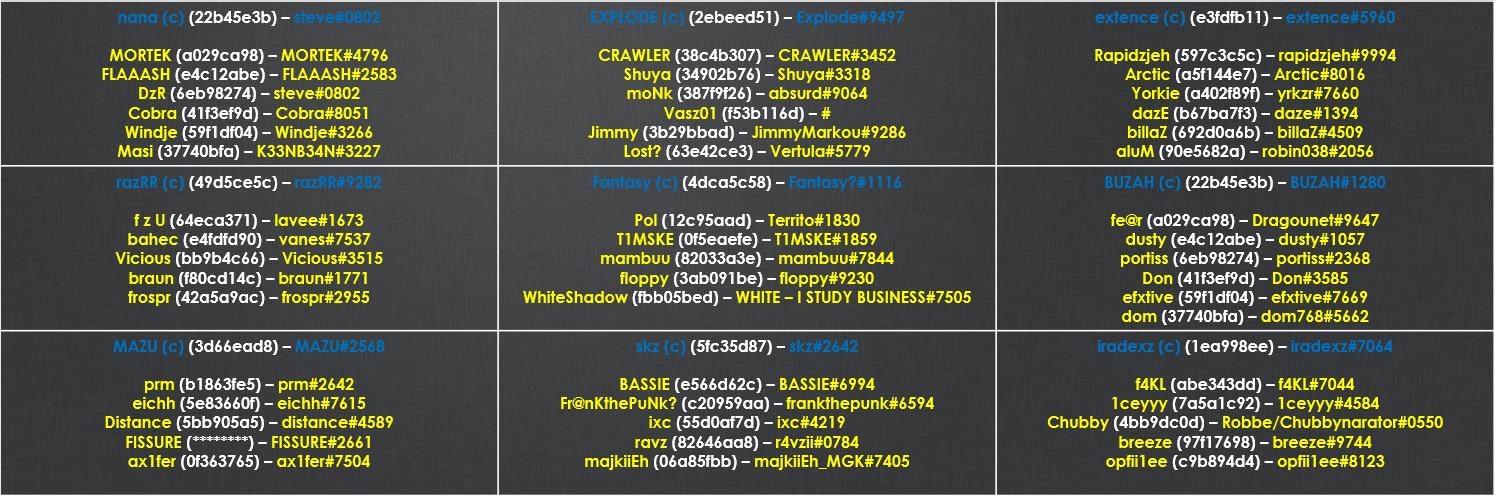 nana (c) (22b45e3b) – steve#0802
MORTEK (a029ca98) – MORTEK#4796
FLAAASH (e4c12abe) – FLAAASH#2583
DzR (6eb98274) – steve#0802
Cobra (41f3ef9d) – Cobra#8051
Windje (59f1df04) – Windje#3266
Masi (37740bfa) – K33NB34N#3227
EXPLODE (c) (2ebeed51) – Explode#9497
CRAWLER (38c4b307) – CRAWLER#3452
Shuya (34902b76) – Shuya#3318
moNk (387f9f26) – absurd#9064
Vasz01 (f53b116d) – #
Jimmy (3b29bbad) – JimmyMarkou#9286
Lost? (63e42ce3) – Vertula#5779
extence (c) (e3fdfb11) – extence#5960
Rapidzjeh (597c3c5c) – rapidzjeh#9994
Arctic (a5f144e7) – Arctic#8016
Yorkie (a402f89f) – yrkzr#7660
dazE (b67ba7f3) – daze#1394
billaZ (692d0a6b) – billaZ#4509
aluM (90e5682a) – robin038#2056
razRR (c) (49d5ce5c) – razRR#9282
f z U (64eca371) – lavee#1673
bahec (e4fdfd90) – vanes#7537
Vicious (bb9b4c66) – Vicious#3515
braun (f80cd14c) – braun#1771
frospr (42a5a9ac) – frospr#2955
Fantasy (c) (4dca5c58) – Fantasy?#1116
Pol (12c95aad) – Territo#1830
T1MSKE (0f5eaefe) – T1MSKE#1859
mambuu (82033a3e) – mambuu#7844
floppy (3ab091be) – floppy#9230
WhiteShadow (fbb05bed) – WHITE – I STUDY BUSINESS#7505
BUZAH (c) (22b45e3b) – BUZAH#1280
fe@r (a029ca98) – Dragounet#9647
dusty (e4c12abe) – dusty#1057
portiss (6eb98274) – portiss#2368
Don (41f3ef9d) – Don#3585
efxtive (59f1df04) – efxtive#7669
dom (37740bfa) – dom768#5662
MAZU (c) (3d66ead8) – MAZU#2568
prm (b1863fe5) – prm#2642
eichh (5e83660f) – eichh#7615
Distance (5bb905a5) – distance#4589
FISSURE (********) – FISSURE#2661
ax1fer (0f363765) – ax1fer#7504
skz (c) (5fc35d87) – skz#2642
BASSIE (e566d62c) – BASSIE#6994
Fr@nKthePuNk? (c20959aa) – frankthepunk#6594
ixc (55d0af7d) – ixc#4219
ravz (82646aa8) – r4vzii#0784
majkiiEh (06a85fbb) – majkiiEh_MGK#7405
iradexz (c) (1ea998ee) – iradexz#7064
f4KL (abe343dd) – f4KL#7044
1ceyyy (7a5a1c92) – 1ceyyy#4584
Chubby (4bb9dc0d) – Robbe/Chubbynarator#0550
breeze (97f17698) – breeze#9744
opfii1ee (c9b894d4) – opfii1ee#8123